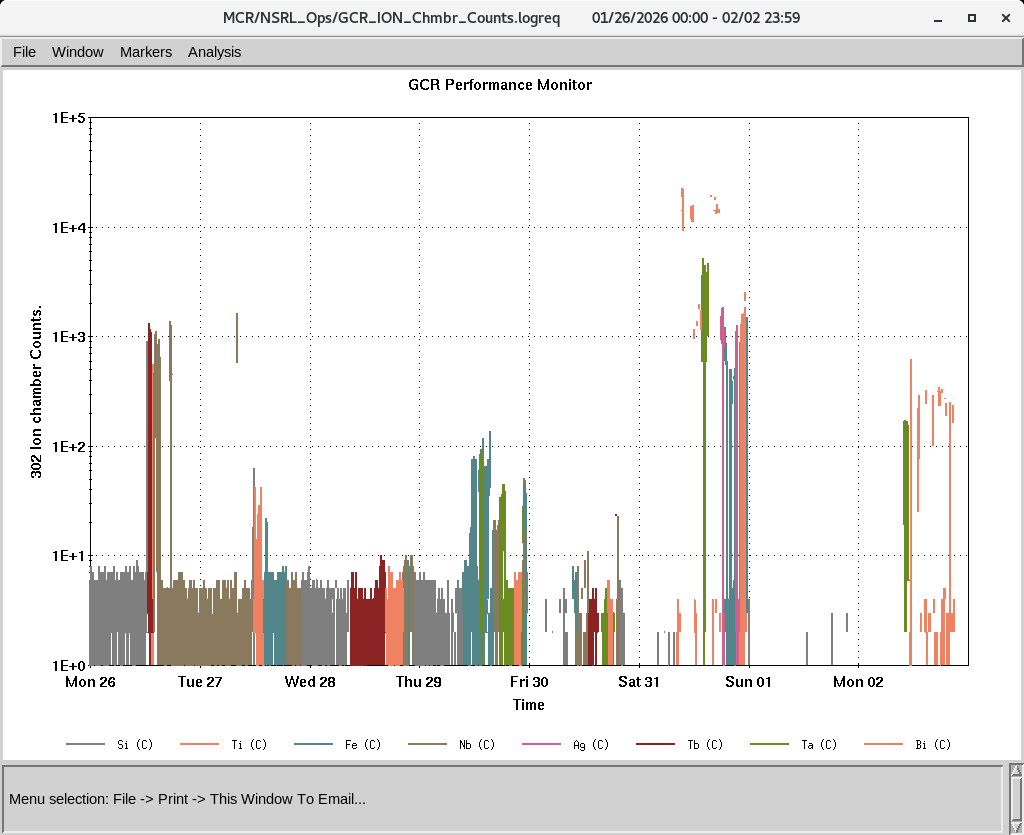 MCR/NSRL_Ops/GCR_ION_Chmbr_Counts.logreq 01/26/2026 00:00 - 02/02 23:59
File Window Markers Analysis
GCR Performance Monitor
1E+5
1E+4
1E+3
302 Ion chamber Counts.
1E+2
1E+1
1E+0
Mon 26 Tue 27 Wed 28 Thu 29 Fri 30 Sat 31 Sun 01 Mon 02
Time
Si (C) Ti (C) Fe (C) Nb (C) Ag (C) Tb (C) Ta (C) Bi (C)
Menu selection: File -> Print -> This Window To Email...